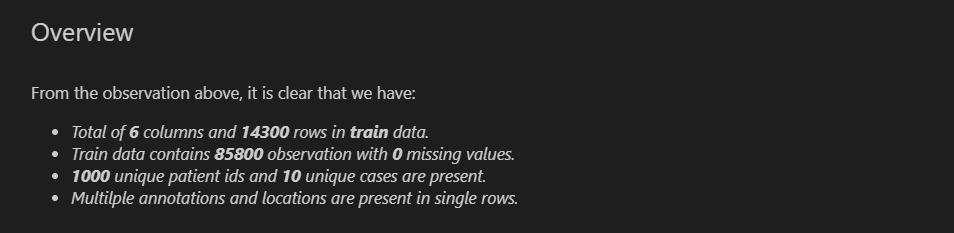 Overview
From the observation above, it is clear that we have:
• Total of 6 columns and 14300 rows in train data.
• Train data contains 85800 observation with 0 missing values.
• 1000 unique patient ids and 10 unique cases are present.
• Multilple annotations and locations are present in single rows.